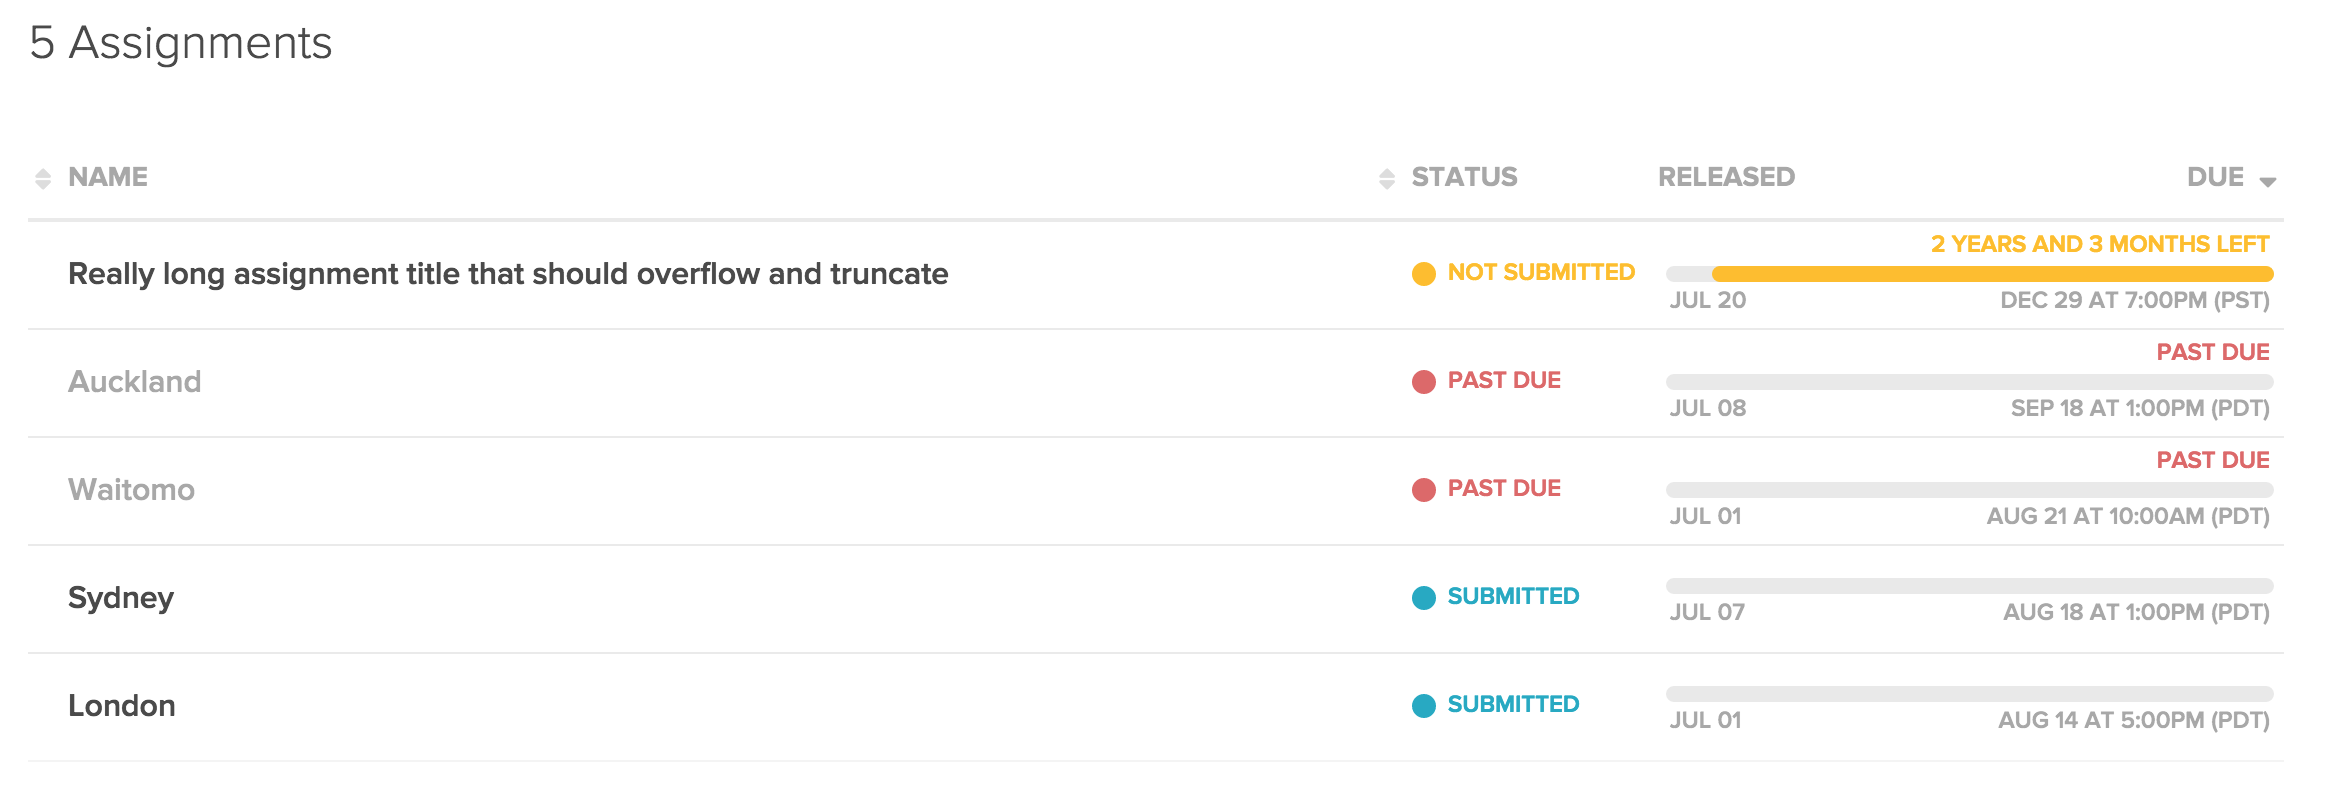 5 Assignments
NAME STATUS RELEASED DUE
2 YEARS AND 3 MONTHS LEFT
Really long assignment title that should overflow and truncate NOT SUBMITTED
JUL 20 DEC 29 AT 7:00PM (PST)
PAST DUE
Auckland PAST DUE
JUL 08 SEP 18 AT 1:00PM (PDT)
PAST DUE
Waitomo PAST DUE
JUL 01 AUG 21 AT 10:00AM (PDT)
Sydney SUBMITTED
JUL 07 AUG 18 AT 1:00PM (PDT)
London SUBMITTED
JUL 01 AUG 14 AT 5:00PM (PDT)